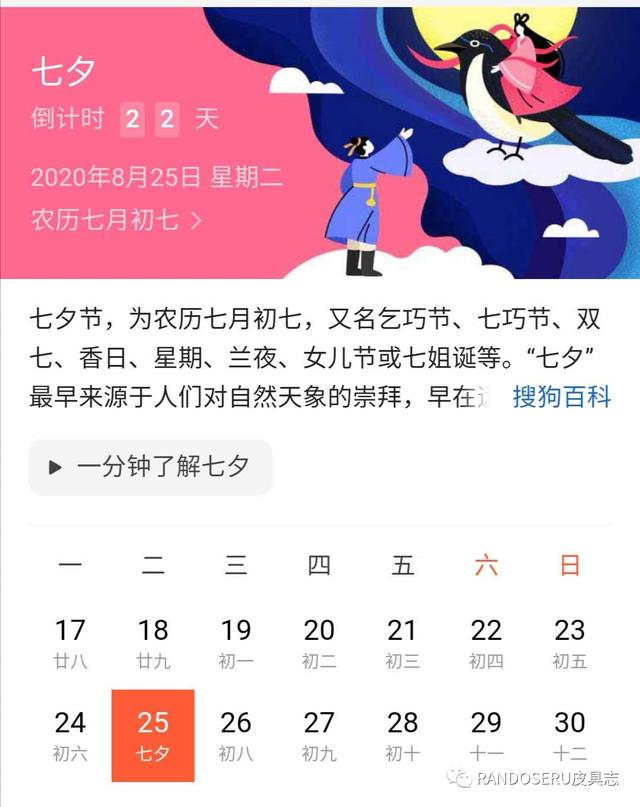 七夕
倒计时 2 2 天
2020年8月25日 星期二
农历七月初七
七夕节，为农历七月初七，又名乞巧节、七巧节、双
七、香日、星期、兰夜、女儿节或七姐诞等。“七夕”
最早来源于人们对自然天象的崇拜，早在 搜狗百科
一分钟了解七夕
一 二 三 四 五 六 日
17 18 19 20 21 22 23
廿八 廿九 初一 初二 初三 初四 初五
24 25 26 27 28 29 30
初六 七夕 初八 初九 初十 十一 十二
RANDOSERU皮具志